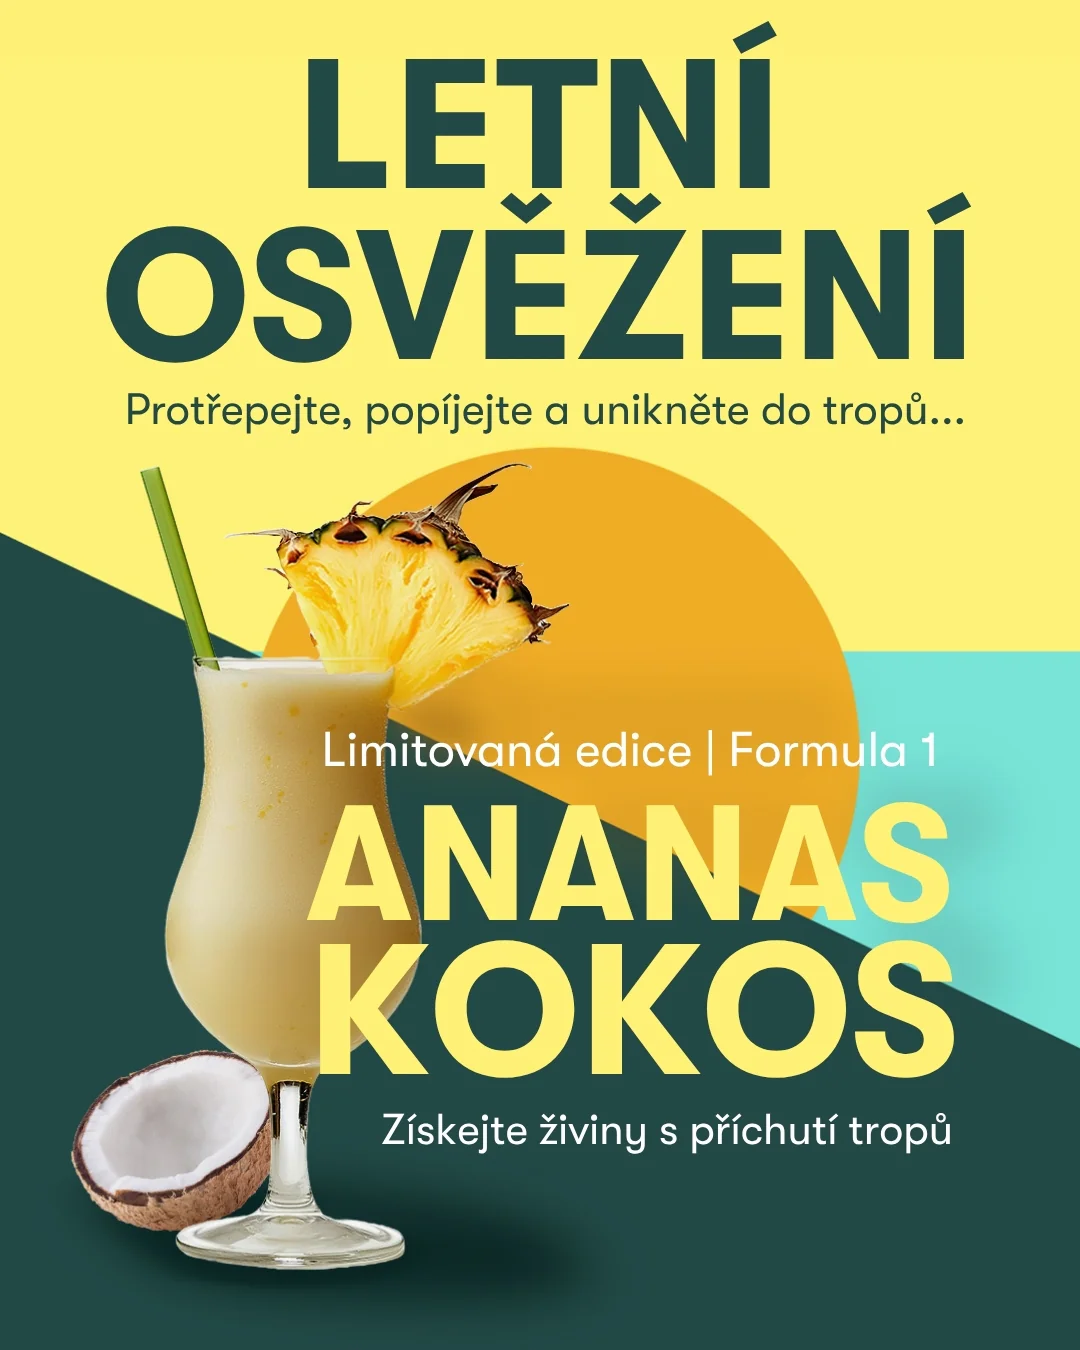 LETNÍ
OSVĚŽENÍ
Protřepejte, popíjejte a unikněte do tropů...
Limitovaná edice | Formula 1
ANANAS
KOKOS
Získejte živiny s příchutí tropů